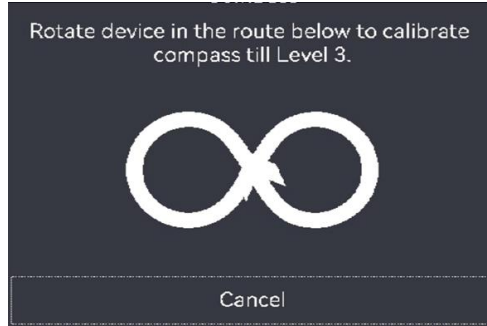 Rotate device in the route below to calibrate
compass till Level 3.
Cancel